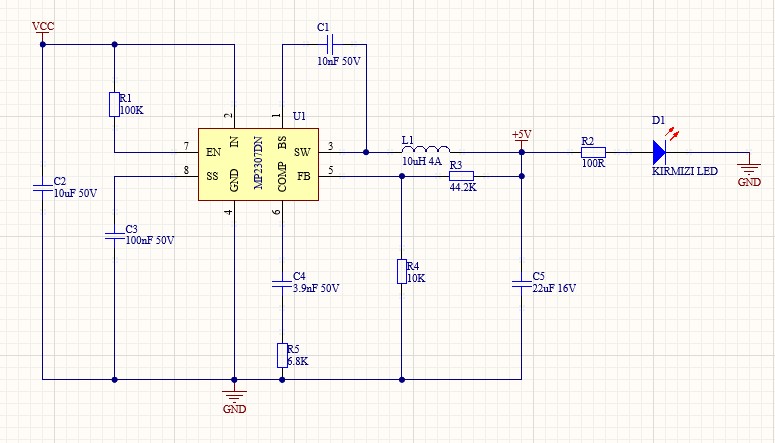 VCC
C1
10nF 50V
R1
100K
2
1
U1
IN
BS
7
EN
SW
3
L1
10uH 4A
+5V
R2
100R
D1
KIRMIZI LED
GND
MP2307DN
8
SS
GND
COMP
FB
5
R3
44.2K
C2
10uF 50V
4
6
C3
100nF 50V
C4
3.9nF 50V
R4
10K
C5
22uF 16V
R5
6.8K
GND